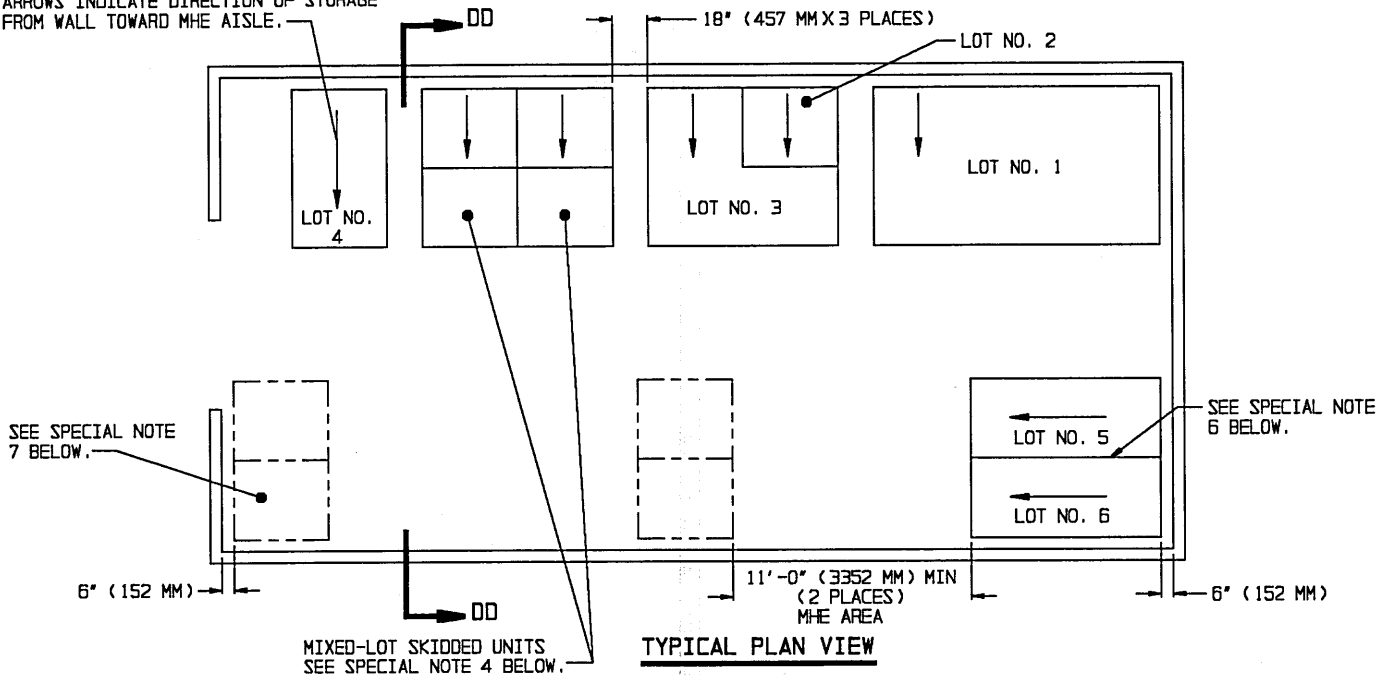 ARROWS INDICATE DIRECTION OF STORAGE
FROM WALL TOWARD MHE AISLE.
DD
18" (457 MM X 3 PLACES)
LOT NO. 2
LOT NO. 1
LOT NO. 3
LOT NO.
4
SEE SPECIAL NOTE
7 BELOW.
SEE SPECIAL NOTE
6 BELOW.
LOT NO. 5
LOT NO. 6
6" (152 MM)
11'-0" (3352 MM) MIN
(2 PLACES)
MHE AREA
6" (152 MM)
DD
MIXED-LOT SKIDDED UNITS
SEE SPECIAL NOTE 4 BELOW.
TYPICAL PLAN VIEW